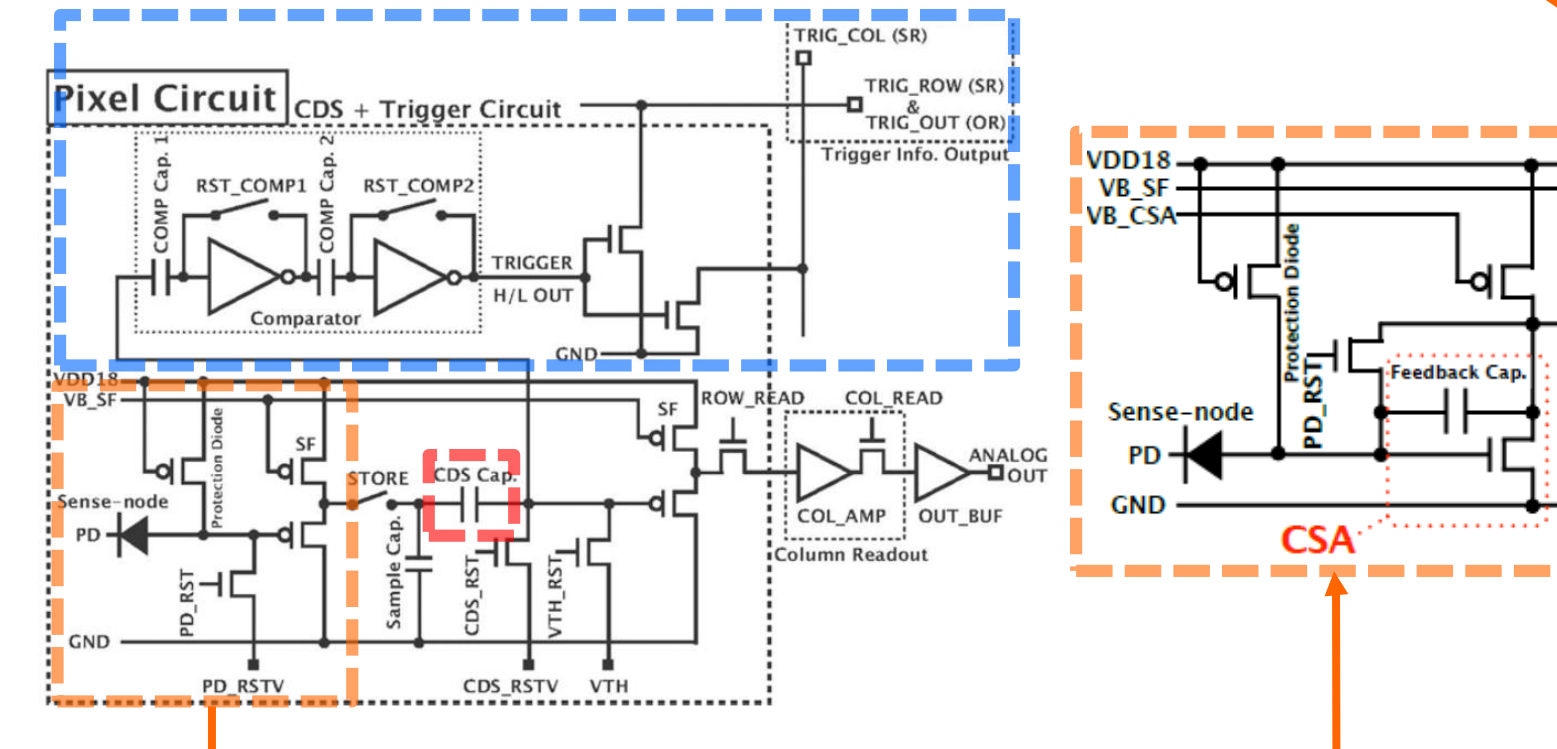 TRIG_COL (SR)
TRIG_ROW (SR)
&
TRIG_OUT (OR)
Trigger Info. Output
Pixel Circuit
CDS + Trigger Circuit
COMP Cap. 1
RST_COMP1
COMP Cap. 2
RST_COMP2
TRIGGER
H/L OUT
Comparator
GND
VDD18
VB_SF
Protection Diode
SF
STORE
CDS Cap.
SF
ROW_READ
COL_READ
ANALOG
OUT
COL_AMP
OUT_BUF
Column Readout
Sense-node
PD
PD_RST
Sample Cap.
CDS_RST
VTH_RST
GND
PD_RSTV
CDS_RSTV
VTH
VDD18
VB_SF
VB_CSA
Protection Diode
PD_RST
Feedback Cap.
Sense-node
PD
GND
CSA